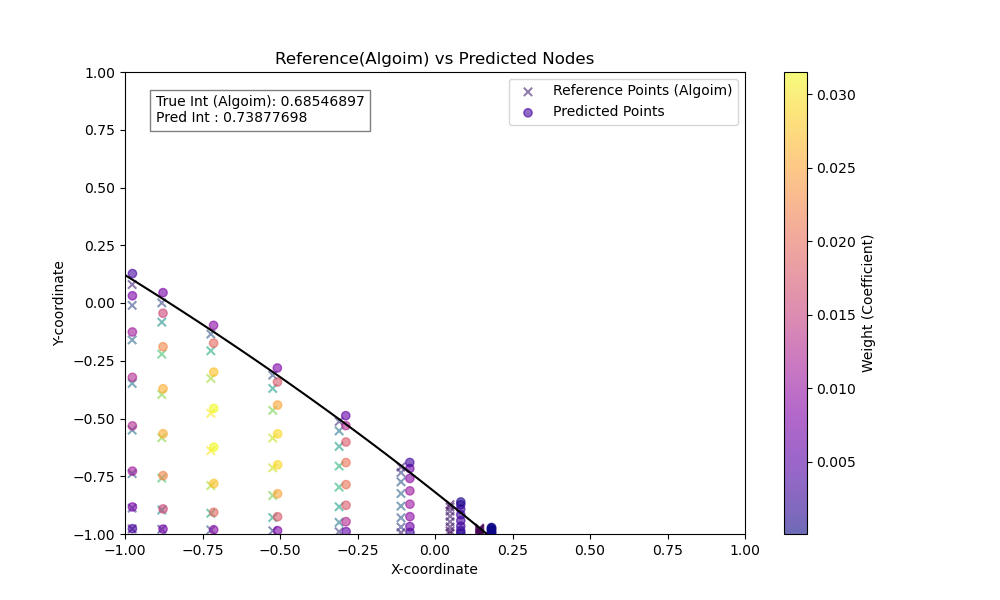 Reference(Algoim) vs Predicted Nodes
True Int (Algoim): 0.68546897
Pred Int : 0.73877698
Reference Points (Algoim)
Predicted Points
1.00
0.75
0.50
0.25
0.00
−0.25
−0.50
−0.75
−1.00
Y-coordinate
−1.00 −0.75 −0.50 −0.25 0.00 0.25 0.50 0.75 1.00
X-coordinate
0.030
0.025
0.020
0.015
0.010
0.005
Weight (Coefficient)